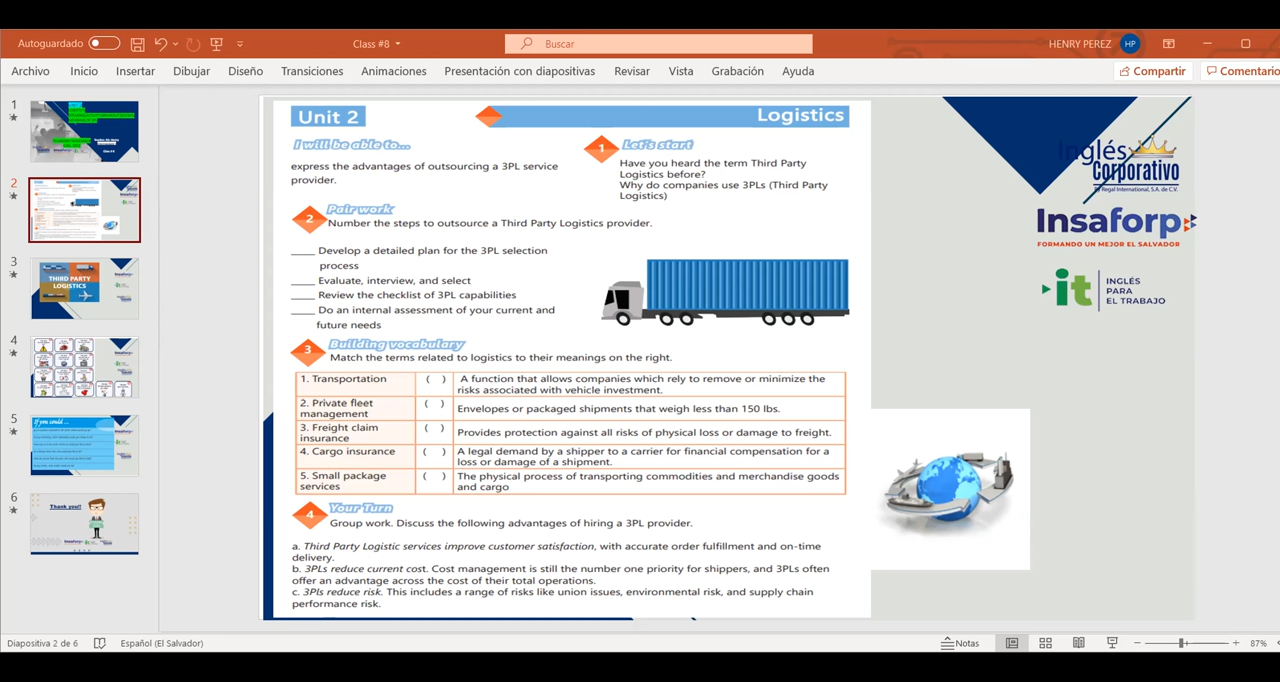 Autoguardado
Class #8
Buscar
HENRY PEREZ
HP
Archivo Inicio Insertar Dibujar Diseño Transiciones Animaciones Presentación con diapositivas Revisar Vista Grabación Ayuda
Compartir
Comentario
1
2
3
THIRD PARTY
LOGISTICS
4
5
If you could ...
6
Thank you!!
Unit 2
Logistics
I will be able to...
express the advantages of outsourcing a 3PL service
provider.
1
Let's start
Have you heard the term Third Party
Logistics before?
Why do companies use 3PLs (Third Party
Logistics)
2
Pair work
Number the steps to outsource a Third Party Logistics provider.
____ Develop a detailed plan for the 3PL selection
process
____ Evaluate, interview, and select
____ Review the checklist of 3PL capabilities
____ Do an internal assessment of your current and
future needs
3
Building vocabulary
Match the terms related to logistics to their meanings on the right.
1. Transportation ( ) A function that allows companies which rely to remove or minimize the
risks associated with vehicle investment.
2. Private fleet
management ( ) Envelopes or packaged shipments that weigh less than 150 lbs.
3. Freight claim
insurance ( ) Provides protection against all risks of physical loss or damage to freight.
4. Cargo insurance ( ) A legal demand by a shipper to a carrier for financial compensation for a
loss or damage of a shipment.
5. Small package
services ( ) The physical process of transporting commodities and merchandise goods
and cargo
4
Your Turn
Group work. Discuss the following advantages of hiring a 3PL provider.
a. Third Party Logistic services improve customer satisfaction, with accurate order fulfillment and on-time
delivery.
b. 3PLs reduce current cost. Cost management is still the number one priority for shippers, and 3PLs often
offer an advantage across the cost of their total operations.
c. 3Pls reduce risk. This includes a range of risks like union issues, environmental risk, and supply chain
performance risk.
Inglés
Corporativo
By Regal International, S.A. de C.V.
Insaforp
FORMANDO UN MEJOR EL SALVADOR
it
INGLÉS
PARA
EL TRABAJO
Diapositiva 2 de 6
Español (El Salvador)
Notas
87%